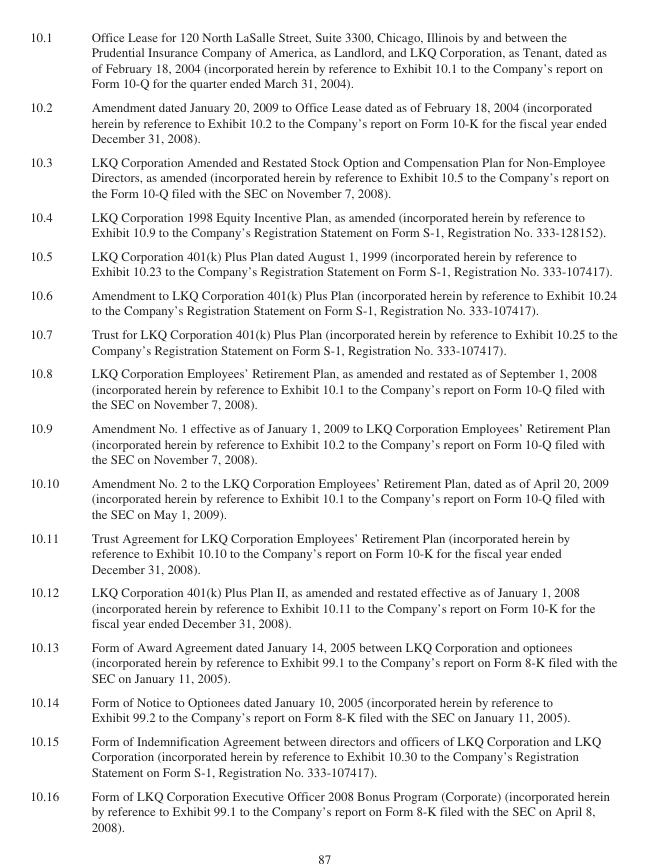 10.1 Office Lease for 120 North LaSalle Street, Suite 3300, Chicago, Illinois by and between the
Prudential Insurance Company of America, as Landlord, and LKQ Corporation, as Tenant, dated as
of February 18, 2004 (incorporated herein by reference to Exhibit 10.1 to the Company's report on
Form 10-Q for the quarter ended March 31, 2004).
10.2 Amendment dated January 20, 2009 to Office Lease dated as of February 18, 2004 (incorporated
herein by reference to Exhibit 10.2 to the Company's report on Form 10-K for the fiscal year ended
December 31, 2008).
10.3 LKQ Corporation Amended and Restated Stock Option and Compensation Plan for Non-Employee
Directors, as amended (incorporated herein by reference to Exhibit 10.5 to the Company's report on
the Form 10-Q filed with the SEC on November 7, 2008).
10.4 LKQ Corporation 1998 Equity Incentive Plan, as amended (incorporated herein by reference to
Exhibit 10.9 to the Company's Registration Statement on Form S-1, Registration No. 333-128152).
10.5 LKQ Corporation 401(k) Plus Plan dated August 1, 1999 (incorporated herein by reference to
Exhibit 10.23 to the Company's Registration Statement on Form S-1, Registration No. 333-107417).
10.6 Amendment to LKQ Corporation 401(k) Plus Plan (incorporated herein by reference to Exhibit 10.24
to the Company's Registration Statement on Form S-1, Registration No. 333-107417).
10.7 Trust for LKQ Corporation 401(k) Plus Plan (incorporated herein by reference to Exhibit 10.25 to the
Company's Registration Statement on Form S-1, Registration No. 333-107417).
10.8 LKQ Corporation Employees' Retirement Plan, as amended and restated as of September 1, 2008
(incorporated herein by reference to Exhibit 10.1 to the Company's report on Form 10-Q filed with
the SEC on November 7, 2008).
10.9 Amendment No. 1 effective as of January 1, 2009 to LKQ Corporation Employees' Retirement Plan
(incorporated herein by reference to Exhibit 10.2 to the Company's report on Form 10-Q filed with
the SEC on November 7, 2008).
10.10 Amendment No. 2 to the LKQ Corporation Employees' Retirement Plan, dated as of April 20, 2009
(incorporated herein by reference to Exhibit 10.1 to the Company's report on Form 10-Q filed with
the SEC on May 1, 2009).
10.11 Trust Agreement for LKQ Corporation Employees' Retirement Plan (incorporated herein by
reference to Exhibit 10.10 to the Company's report on Form 10-K for the fiscal year ended
December 31, 2008).
10.12 LKQ Corporation 401(k) Plus Plan II, as amended and restated effective as of January 1, 2008
(incorporated herein by reference to Exhibit 10.11 to the Company's report on Form 10-K for the
fiscal year ended December 31, 2008).
10.13 Form of Award Agreement dated January 14, 2005 between LKQ Corporation and optionees
(incorporated herein by reference to Exhibit 99.1 to the Company's report on Form 8-K filed with the
SEC on January 11, 2005).
10.14 Form of Notice to Optionees dated January 10, 2005 (incorporated herein by reference to
Exhibit 99.2 to the Company's report on Form 8-K filed with the SEC on January 11, 2005).
10.15 Form of Indemnification Agreement between directors and officers of LKQ Corporation and LKQ
Corporation (incorporated herein by reference to Exhibit 10.30 to the Company's Registration
Statement on Form S-1, Registration No. 333-107417).
10.16 Form of LKQ Corporation Executive Officer 2008 Bonus Program (Corporate) (incorporated herein
by reference to Exhibit 99.1 to the Company's report on Form 8-K filed with the SEC on April 8,
2008).
87